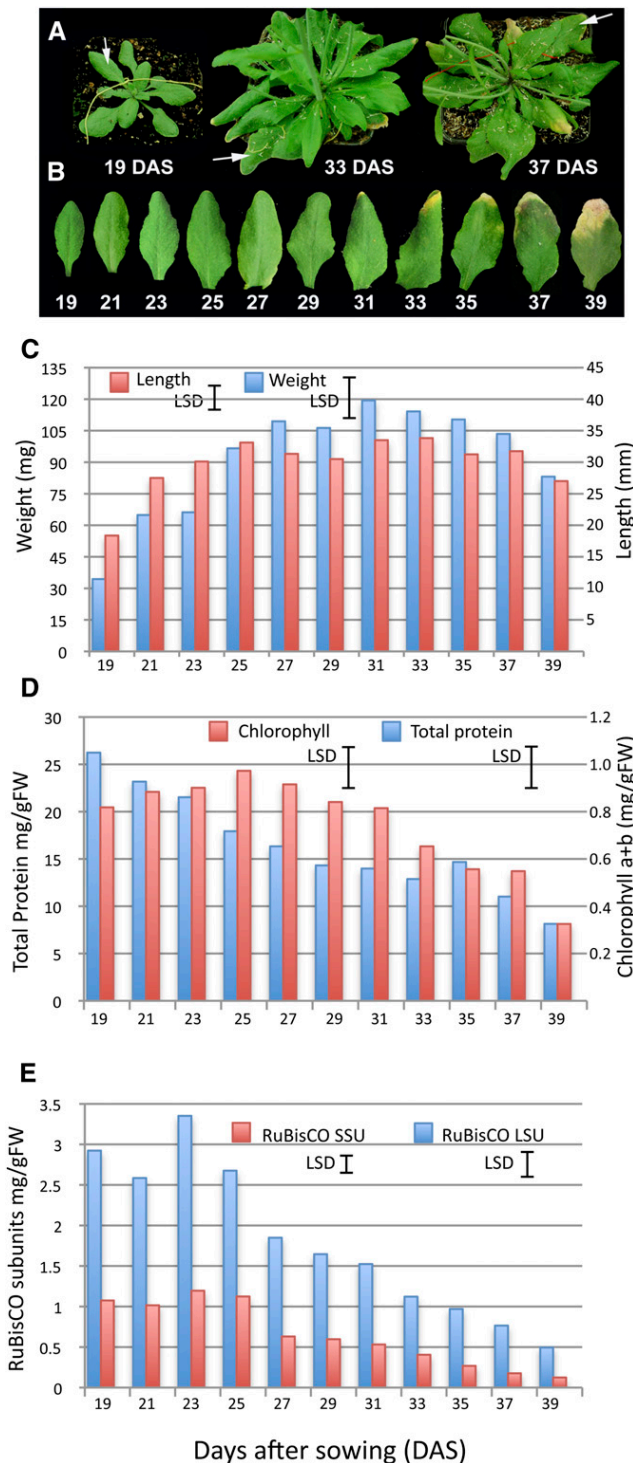 A
19 DAS 33 DAS 37 DAS
B
19 21 23 25 27 29 31 33 35 37 39
C
135 45
120 40
105 35
90 30
75 25
60 20
45 15
30 10
15 5
0
Length Weight
LSD LSD
Weight (mg)
Length (mm)
19 21 23 25 27 29 31 33 35 37 39
D
30 1.2
25 1.0
20 0.8
15 0.6
10 0.4
5 0.2
0
Chlorophyll Total protein
LSD LSD
Total Protein mg/gFW
Chlorophyll a+b (mg/gFW)
19 21 23 25 27 29 31 33 35 37 39
E
3.5
3
2.5
2
1.5
1
0.5
0
RuBisCO SSU RuBisCO LSU
LSD LSD
RuBisCO subunits mg/gFW
19 21 23 25 27 29 31 33 35 37 39
Days after sowing (DAS)